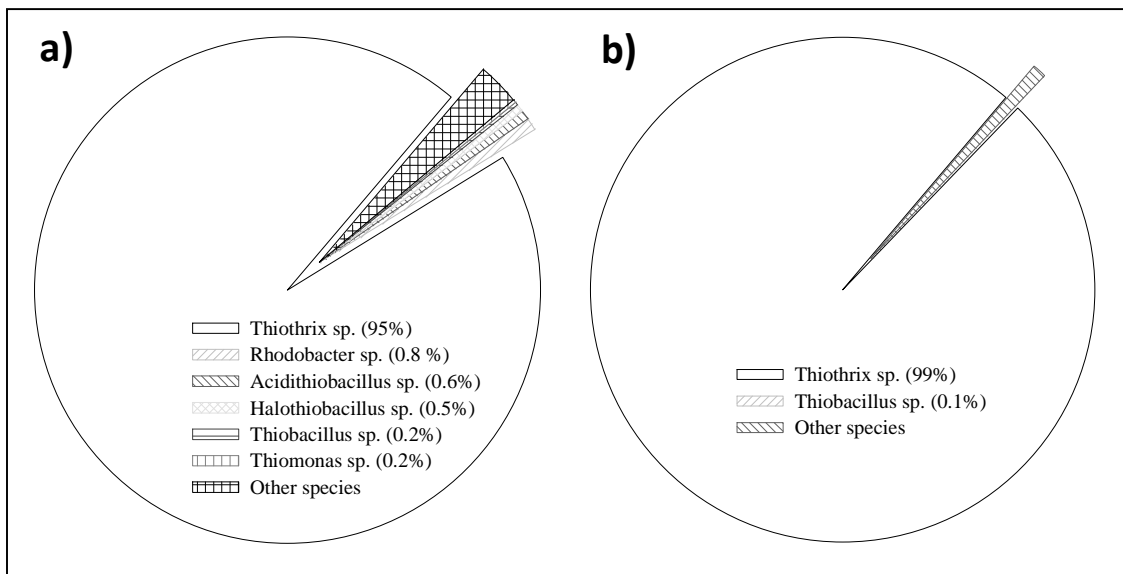 a)
Thiothrix sp. (95%)
Rhodobacter sp. (0.8 %)
Acidithiobacillus sp. (0.6%)
Halothiobacillus sp. (0.5%)
Thiobacillus sp. (0.2%)
Thiomonas sp. (0.2%)
Other species
b)
Thiothrix sp. (99%)
Thiobacillus sp. (0.1%)
Other species